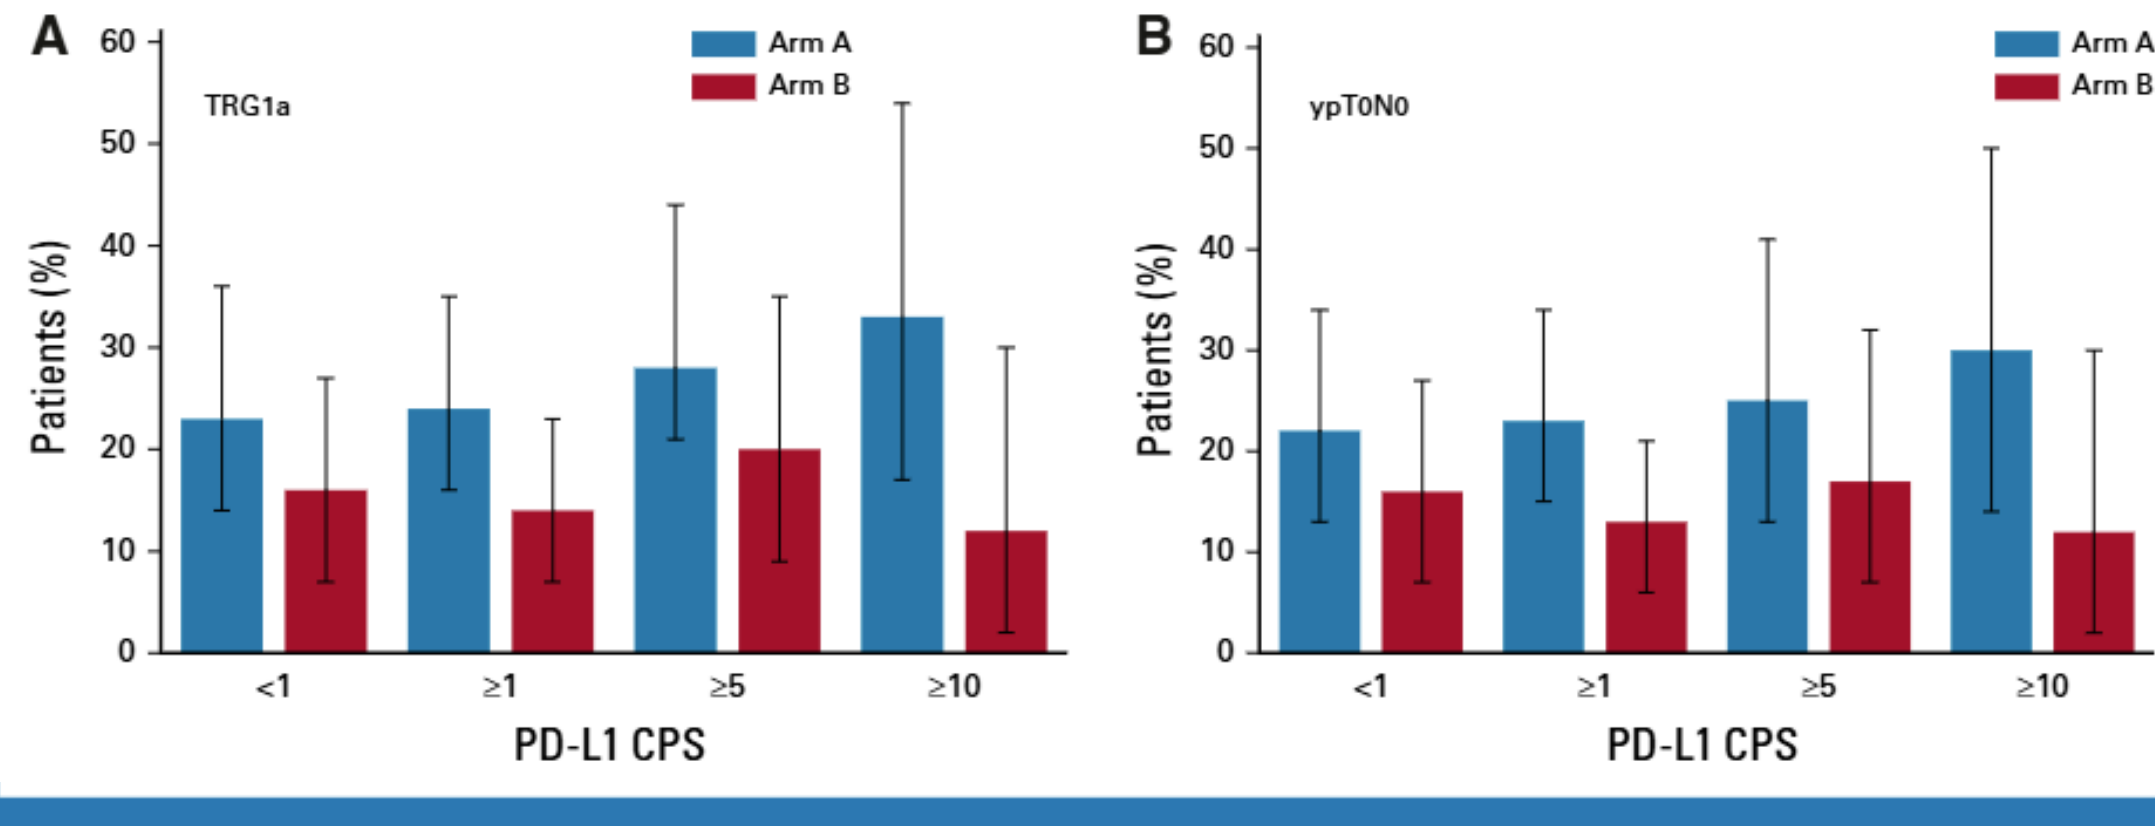 A
60
50
40
30
20
10
0
Patients (%)
TRG1a
Arm A
Arm B
<1
≥1
≥5
≥10
PD-L1 CPS
B
60
50
40
30
20
10
0
Patients (%)
ypT0N0
Arm A
Arm B
<1
≥1
≥5
≥10
PD-L1 CPS